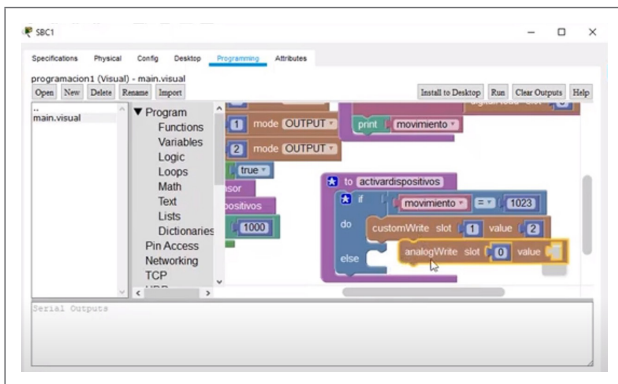 SBC1
Specifications Physical Config Desktop Programming Attributes
programacion1 (Visual) - main.visual
Open New Delete Rename Import Install to Desktop Run Clear Outputs Help
..
main.visual
Program
Functions
Variables
Logic
Loops
Math
Text
Lists
Dictionaries
Pin Access
Networking
TCP
1 mode OUTPUT
2 mode OUTPUT
true
1000
print movimiento
to activardispositivos
if movimiento = 1023
do customWrite slot 1 value 2
analogWrite slot 0 value
else
Serial Outputs